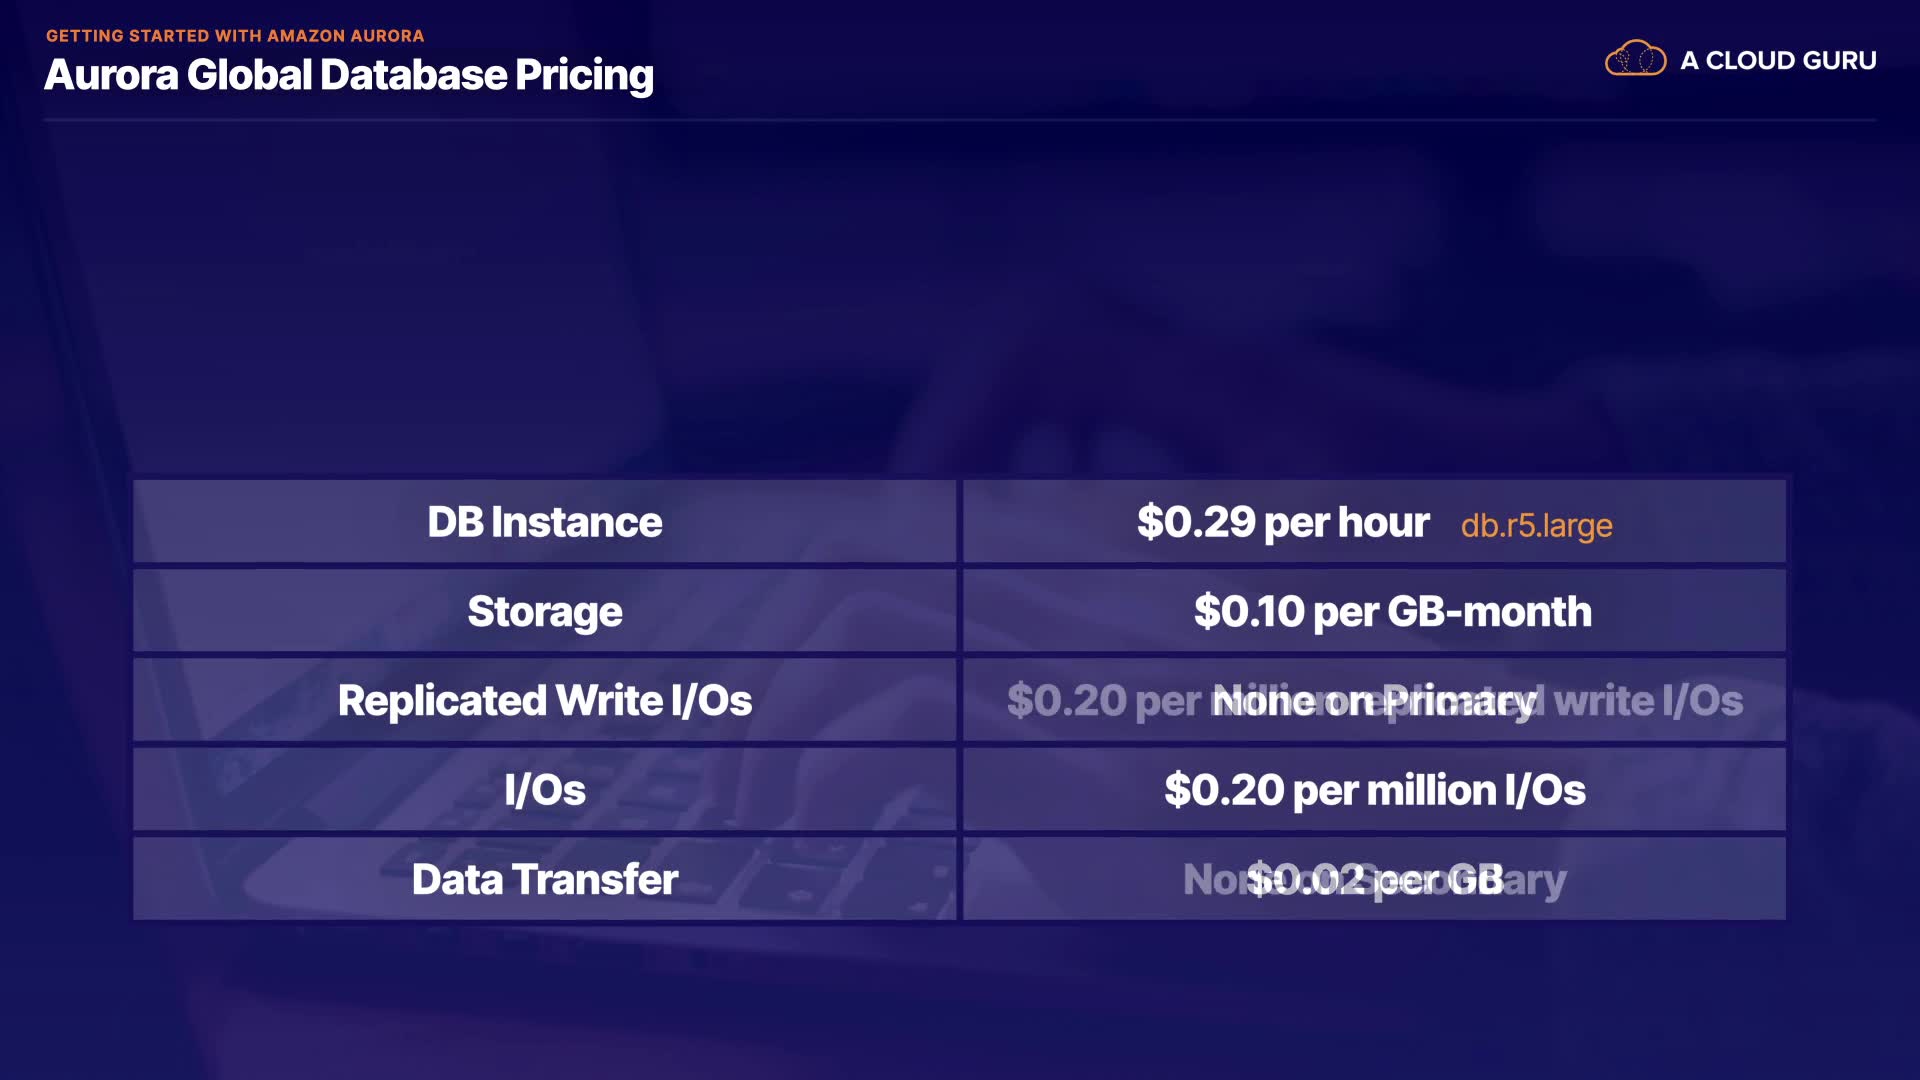 GETTING STARTED WITH AMAZON AURORA
Aurora Global Database Pricing
A CLOUD GURU
DB Instance
$0.29 per hour db.r5.large
Storage
$0.10 per GB-month
Replicated Write I/Os
$0.20 per million replicated write I/Os
None on Primary
I/Os
$0.20 per million I/Os
Data Transfer
None on Secondary
$0.02 per GB